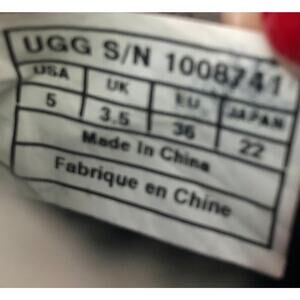 UGG S/N 1008741
USA UK EU JAPAN
5 3.5 36 22
Made In China
Fabrique en Chine